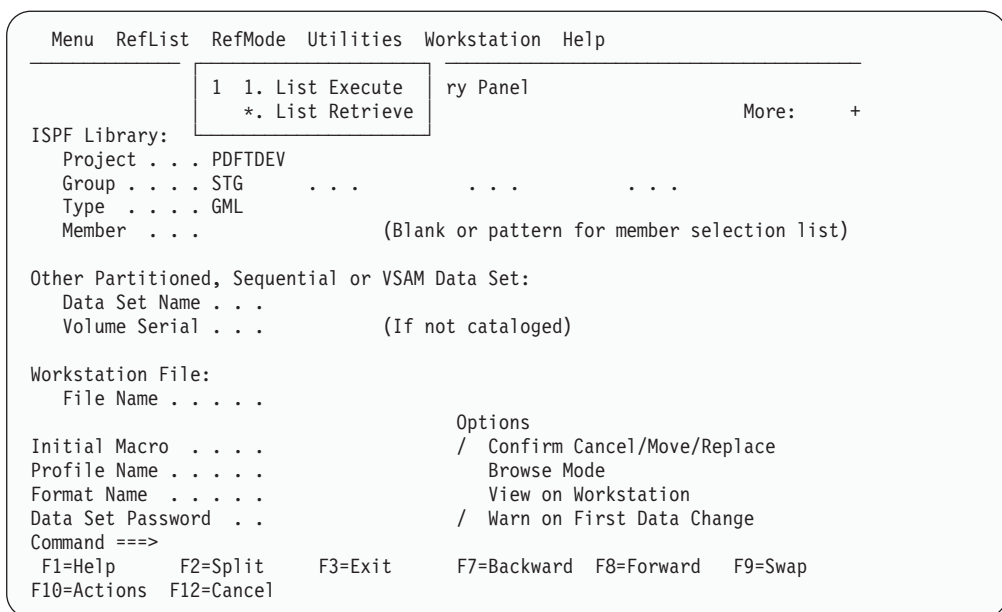 Menu RefList RefMode Utilities Workstation Help
1 1. List Execute ry Panel
*. List Retrieve More: +
ISPF Library:
Project . . . PDFTDEV
Group . . . . STG . . . . . . . . .
Type . . . . GML
Member . . . (Blank or pattern for member selection list)
Other Partitioned, Sequential or VSAM Data Set:
Data Set Name . . .
Volume Serial . . . (If not cataloged)
Workstation File:
File Name . . . . .
Options
Initial Macro . . . . / Confirm Cancel/Move/Replace
Profile Name . . . . . Browse Mode
Format Name . . . . . View on Workstation
Data Set Password . . / Warn on First Data Change
Command ===>
F1=Help F2=Split F3=Exit F7=Backward F8=Forward F9=Swap
F10=Actions F12=Cancel